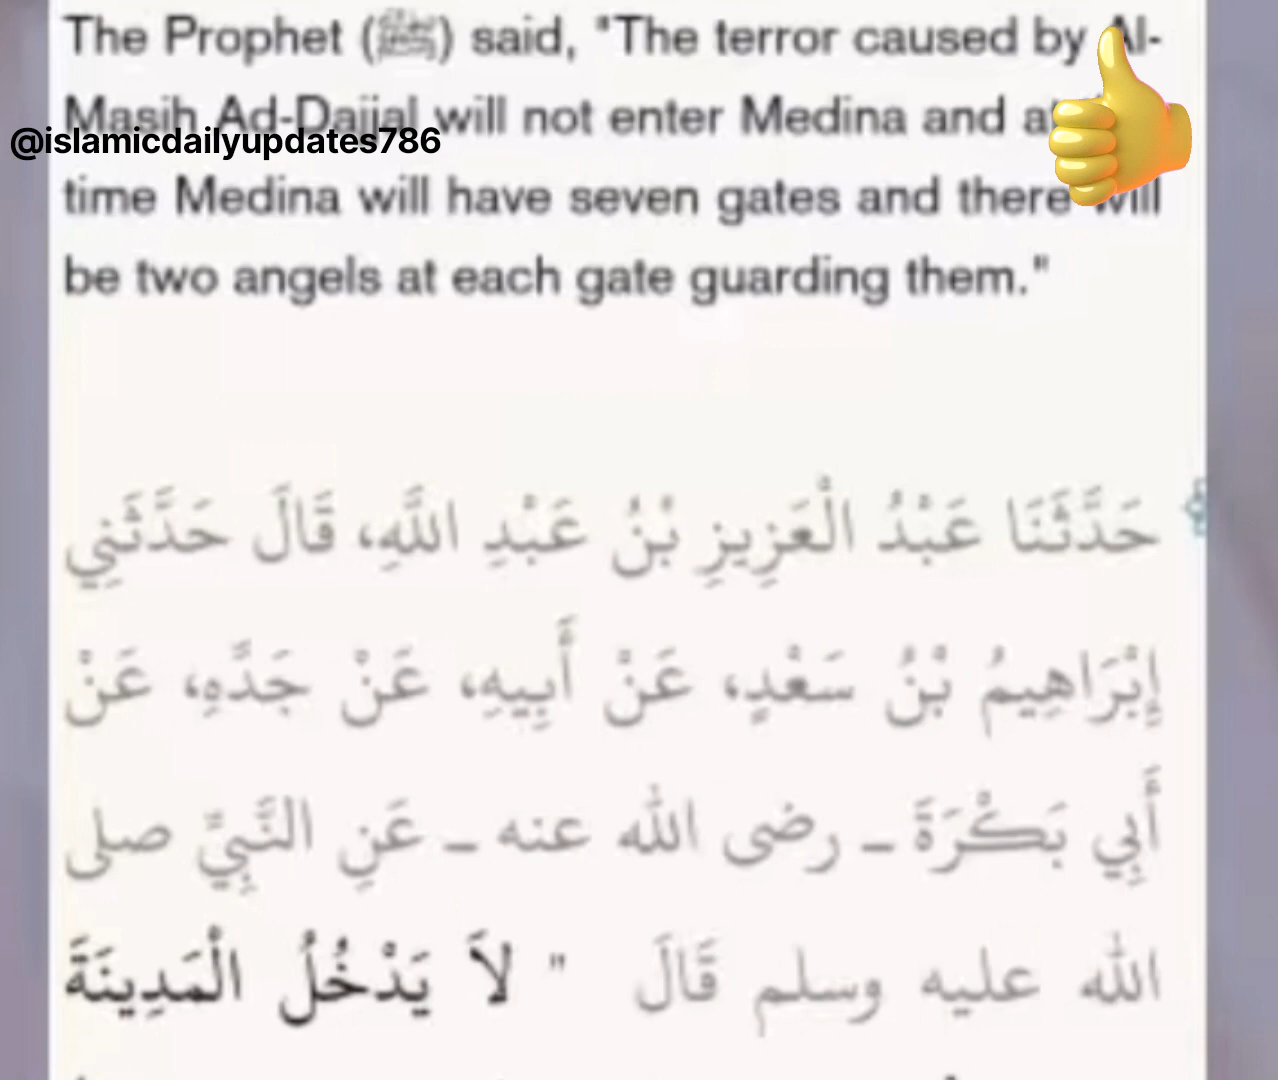 The Prophet (ﷺ) said, "The terror caused by Al-
Masih Ad-Dajjal will not enter Medina and
@islamicdailyupdates786
time Medina will have seven gates and there will
be two angels at each gate guarding them."
حَدَّثَنَا عَبْدُ الْعَزِيزِ بْنُ عَبْدِ اللَّهِ، قَالَ حَدَّثَنِي
إِبْرَاهِيمُ بْنُ سَعْدٍ، عَنْ أَبِيهِ، عَنْ جَدِّهِ، عَنْ
أَبِي بَكْرَةَ ـ رضى الله عنه ـ عَنِ النَّبِيِّ صلى
الله عليه وسلم قَالَ " لاَ يَدْخُلُ الْمَدِينَةَ